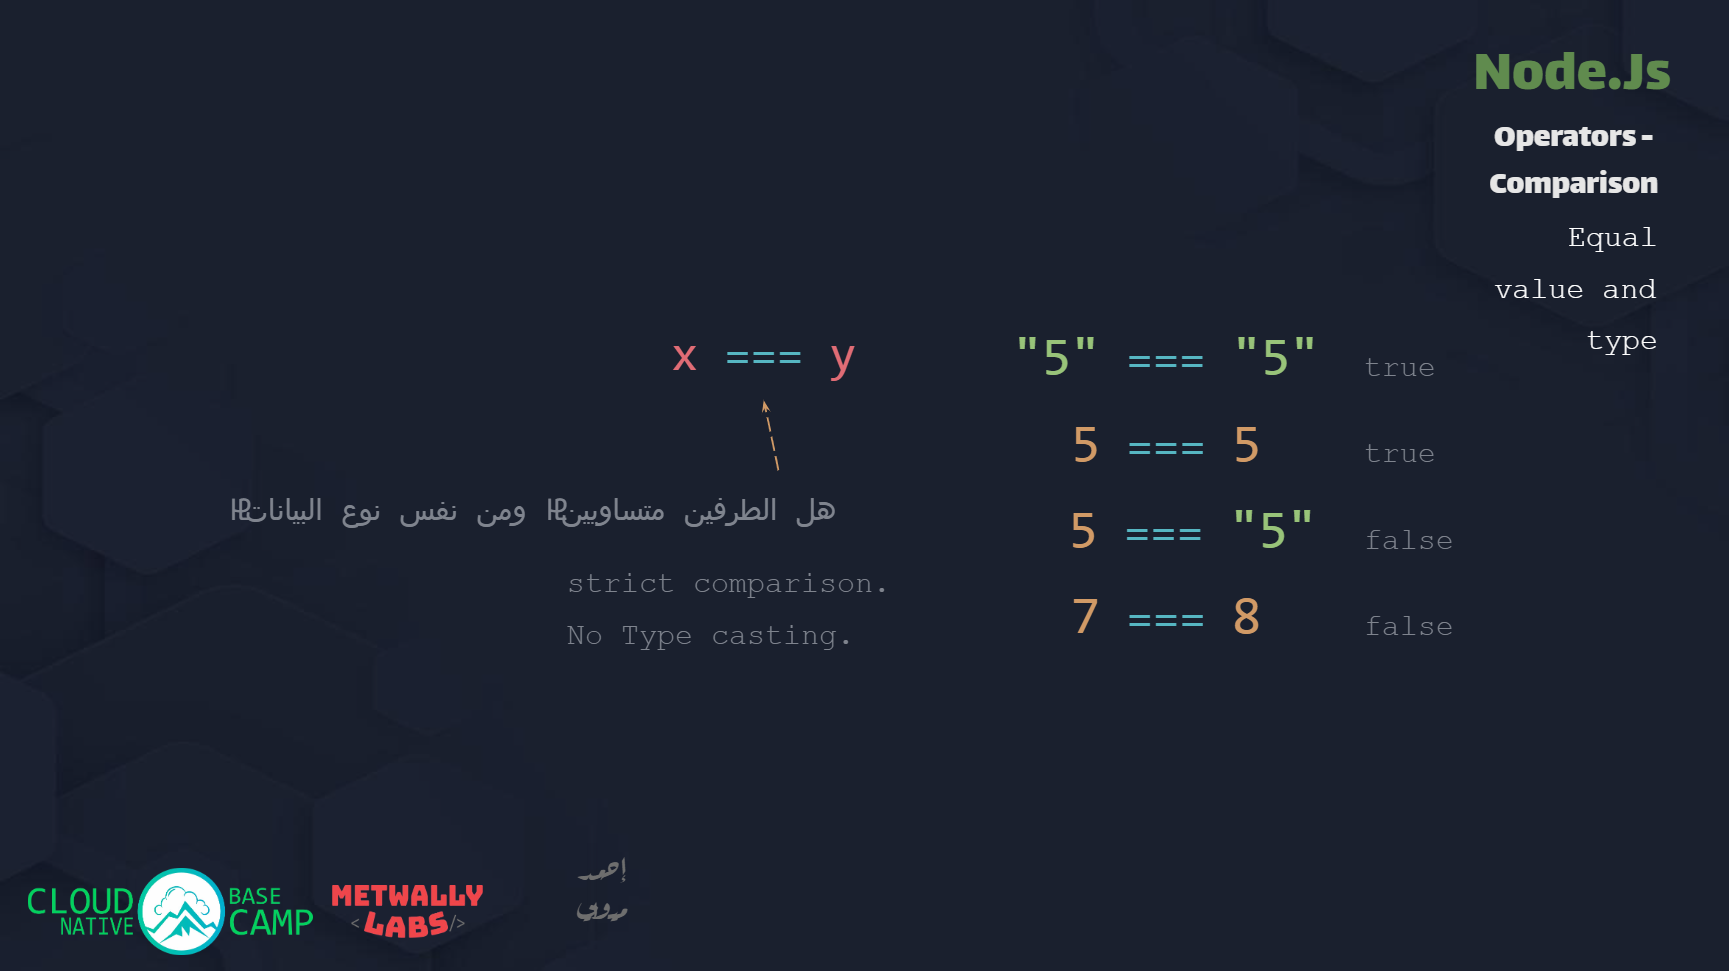 Node.Js
Operators -
Comparison
Equal
value and
type
x === y
هل الطرفين متساويين ومن نفس نوع البيانات
strict comparison.
No Type casting.
"5" === "5" true
5 === 5 true
5 === "5" false
7 === 8 false
CLOUD NATIVE BASE CAMP
METWALLY
<LABS/>